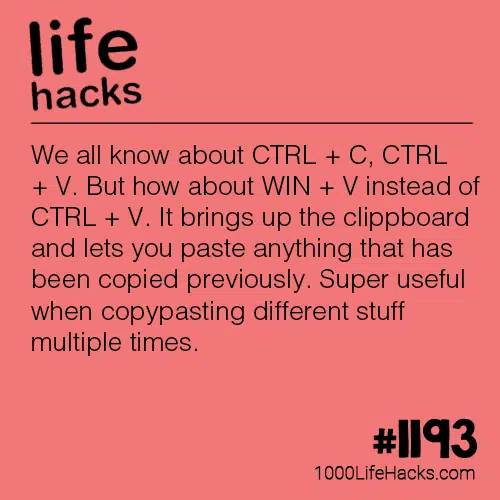 life
hacks
We all know about CTRL + C, CTRL
+ V. But how about WIN + V instead of
CTRL + V. It brings up the clippboard
and lets you paste anything that has
been copied previously. Super useful
when copypasting different stuff
multiple times.
#1193
1000LifeHacks.com